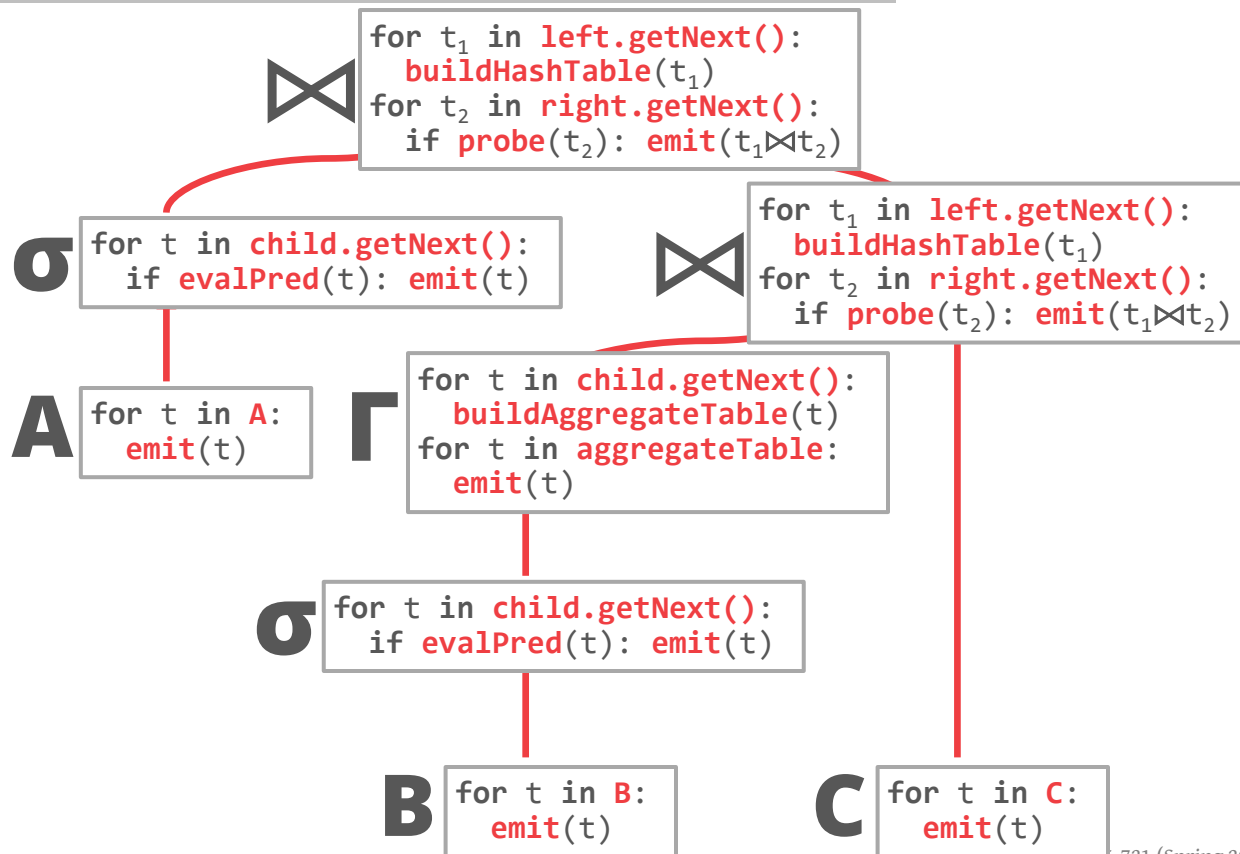 for t₁ in left.getNext():
buildHashTable(t₁)
for t₂ in right.getNext():
if probe(t₂): emit(t₁⨝t₂)
⨝
for t₁ in left.getNext():
buildHashTable(t₁)
for t₂ in right.getNext():
if probe(t₂): emit(t₁⨝t₂)
⨝
σ
for t in child.getNext():
if evalPred(t): emit(t)
A
for t in A:
emit(t)
Γ
for t in child.getNext():
buildAggregateTable(t)
for t in aggregateTable:
emit(t)
σ
for t in child.getNext():
if evalPred(t): emit(t)
B
for t in B:
emit(t)
C
for t in C:
emit(t)
721 (Spring